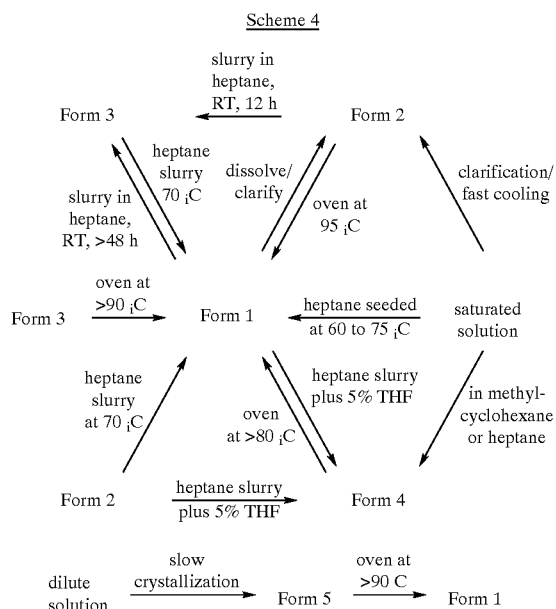 Scheme 4
slurry in
heptane,
RT, 12 h
Form 3
Form 2
heptane
slurry
70 ¡C
dissolve/
clarify
clarification/
fast cooling
slurry in
heptane,
RT, >48 h
oven at
95 ¡C
oven at
>90 ¡C
Form 3
Form 1
heptane seeded
at 60 to 75 ¡C
saturated
solution
heptane
slurry
at 70 ¡C
heptane slurry
plus 5% THF
oven
at >80 ¡C
in methyl-
cyclohexane
or heptane
Form 2
heptane slurry
plus 5% THF
Form 4
dilute
solution
slow
crystallization
Form 5
oven at
>90 C
Form 1